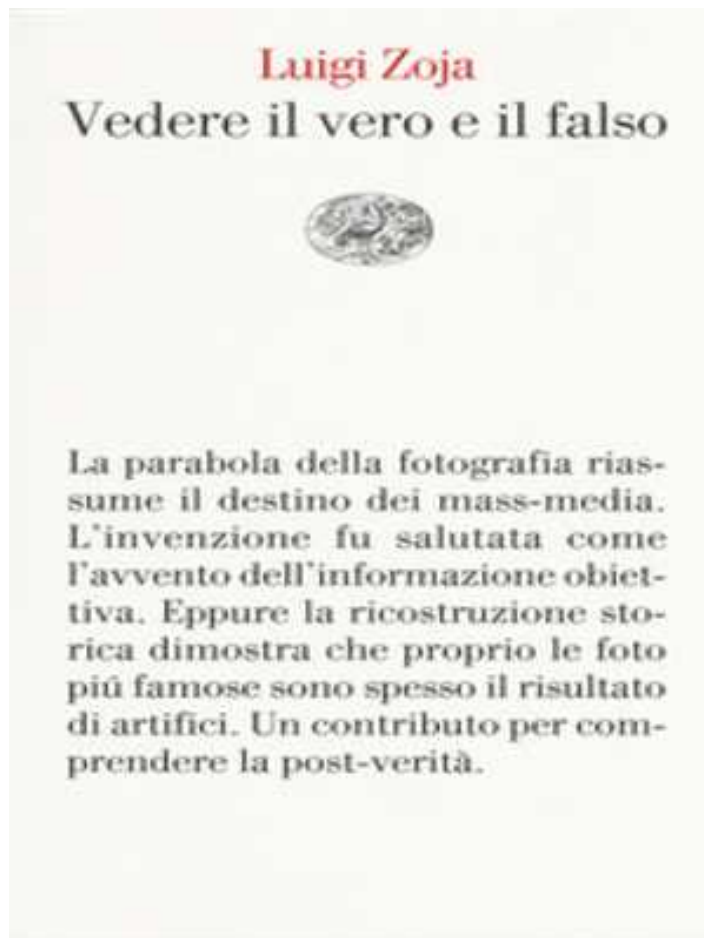 Luigi Zoja
Vedere il vero e il falso
La parabola della fotografia rias-
sume il destino dei mass-media.
L'invenzione fu salutata come
l'avvento dell'informazione obiet-
tiva. Eppure la ricostruzione sto-
rica dimostra che proprio le foto
piú famose sono spesso il risultato
di artifici. Un contributo per com-
prendere la post-verità.